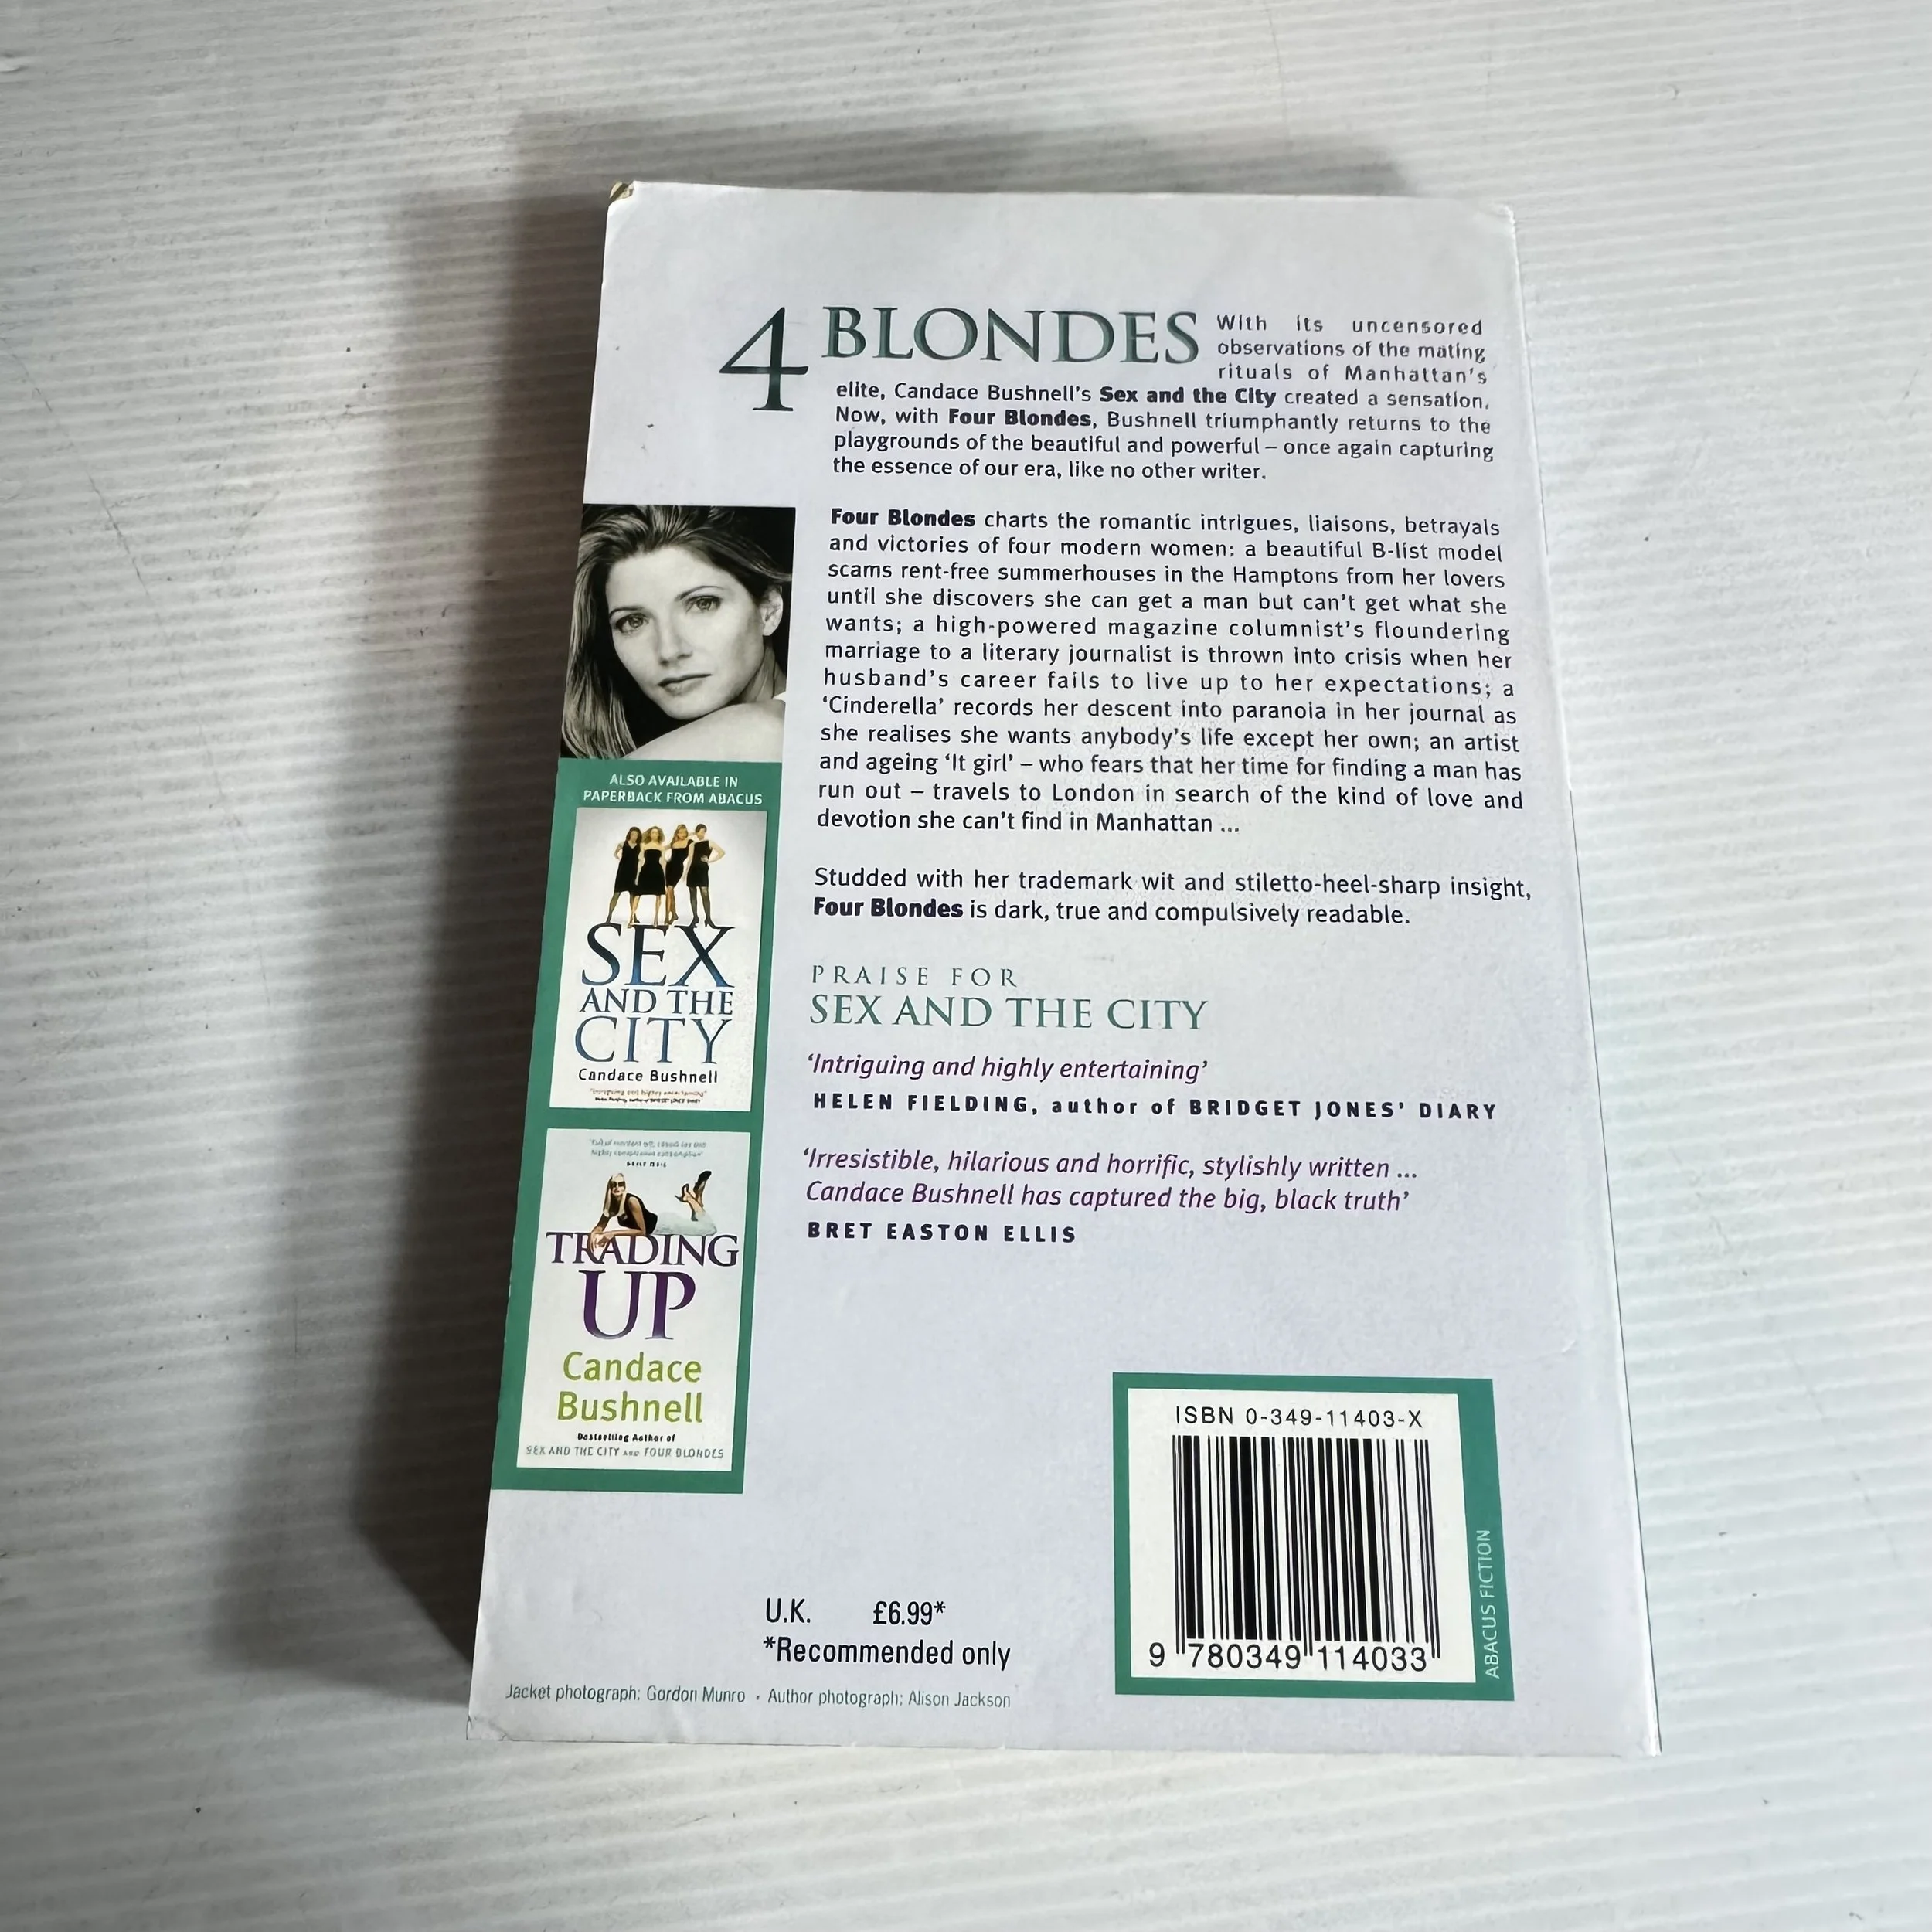 4 BLONDES
With its uncensored
observations of the mating
rituals of Manhattan's
elite, Candace Bushnell's Sex and the City created a sensation.
Now, with Four Blondes, Bushnell triumphantly returns to the
playgrounds of the beautiful and powerful – once again capturing
the essence of our era, like no other writer.
Four Blondes charts the romantic intrigues, liaisons, betrayals
and victories of four modern women: a beautiful B-list model
scams rent-free summerhouses in the Hamptons from her lovers
until she discovers she can get a man but can't get what she
wants; a high-powered magazine columnist's floundering
marriage to a literary journalist is thrown into crisis when her
husband's career fails to live up to her expectations; a
‘Cinderella’ records her descent into paranoia in her journal as
she realises she wants anybody's life except her own; an artist
and ageing ‘It girl’ – who fears that her time for finding a man has
run out – travels to London in search of the kind of love and
devotion she can't find in Manhattan ...
Studded with her trademark wit and stiletto-heel-sharp insight,
Four Blondes is dark, true and compulsively readable.
PRAISE FOR
SEX AND THE CITY
‘Intriguing and highly entertaining’
HELEN FIELDING, author of BRIDGET JONES' DIARY
‘Irresistible, hilarious and horrific, stylishly written ...
Candace Bushnell has captured the big, black truth’
BRET EASTON ELLIS
ALSO AVAILABLE IN
PAPERBACK FROM ABACUS
SEX
AND THE
CITY
Candace Bushnell
"Intriguing and highly entertaining"
TRADING
UP
Candace
Bushnell
Bestselling Author of
SEX AND THE CITY AND FOUR BLONDES
U.K. £6.99*
*Recommended only
Jacket photograph: Gordon Munro • Author photograph: Alison Jackson
ISBN 0-349-11403-X
9 780349 114033
ABACUS FICTION